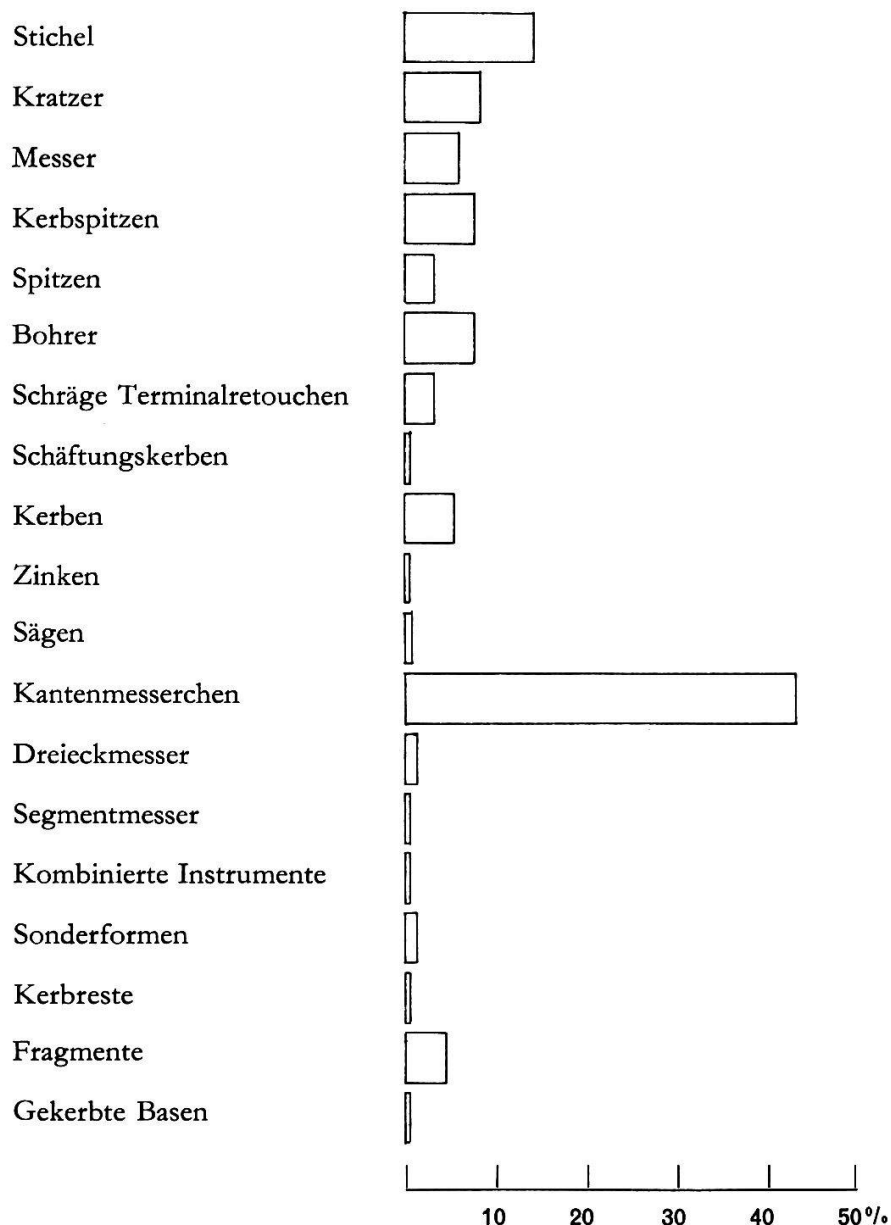 Stichel
Kratzer
Messer
Kerbspitzen
Spitzen
Bohrer
Schräge Terminalretouchen
Schäftungskerben
Kerben
Zinken
Sägen
Kantenmesserchen
Dreieckmesser
Segmentmesser
Kombinierte Instrumente
Sonderformen
Kerbreste
Fragmente
Gekerbte Basen
10 20 30 40 50%